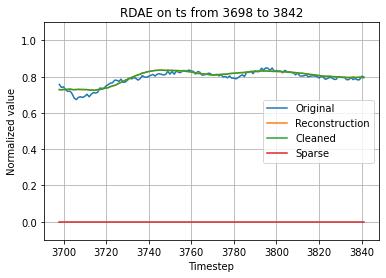 RDAE on ts from 3698 to 3842
Normalized value
1.0
0.8
0.6
0.4
0.2
0.0
Original
Reconstruction
Cleaned
Sparse
3700 3720 3740 3760 3780 3800 3820 3840
Timestep